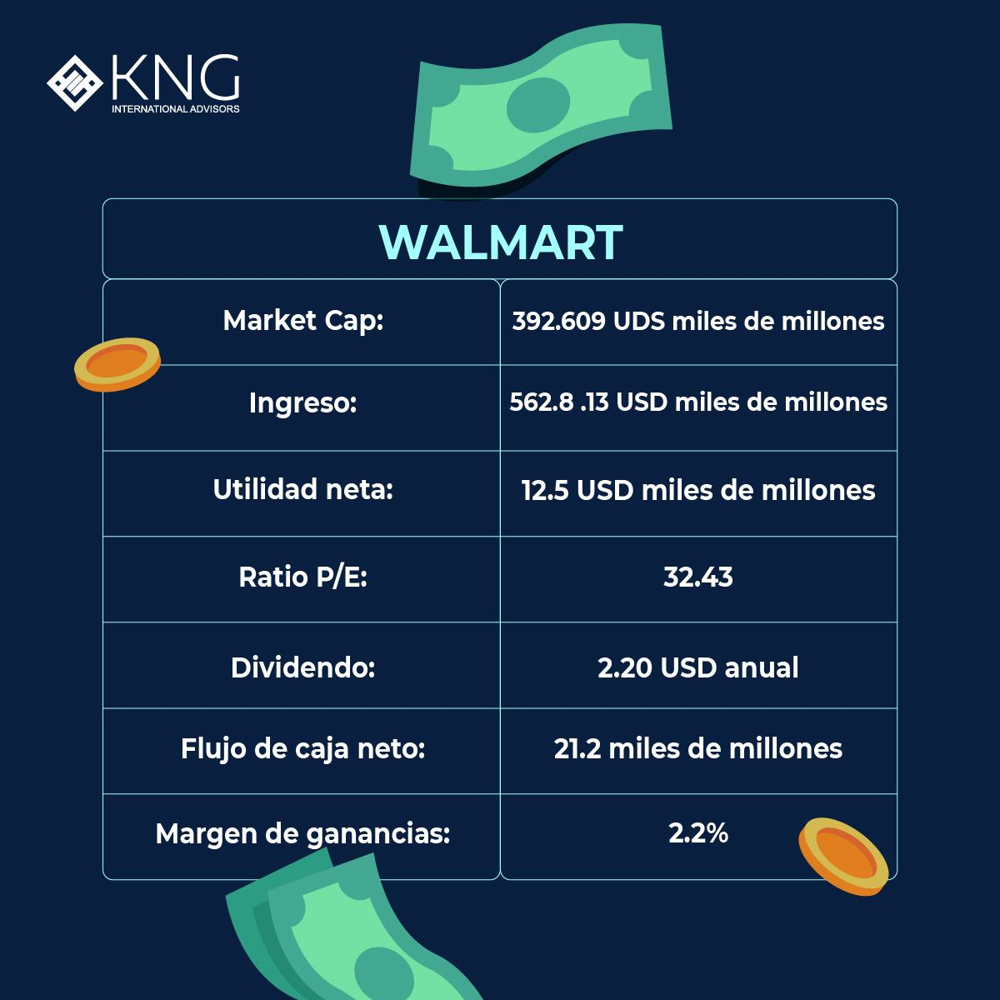 KNG
INTERNATIONAL ADVISORS
WALMART
Market Cap: 392.609 UDS miles de millones
Ingreso: 562.8 .13 USD miles de millones
Utilidad neta: 12.5 USD miles de millones
Ratio P/E: 32.43
Dividendo: 2.20 USD anual
Flujo de caja neto: 21.2 miles de millones
Margen de ganancias: 2.2%